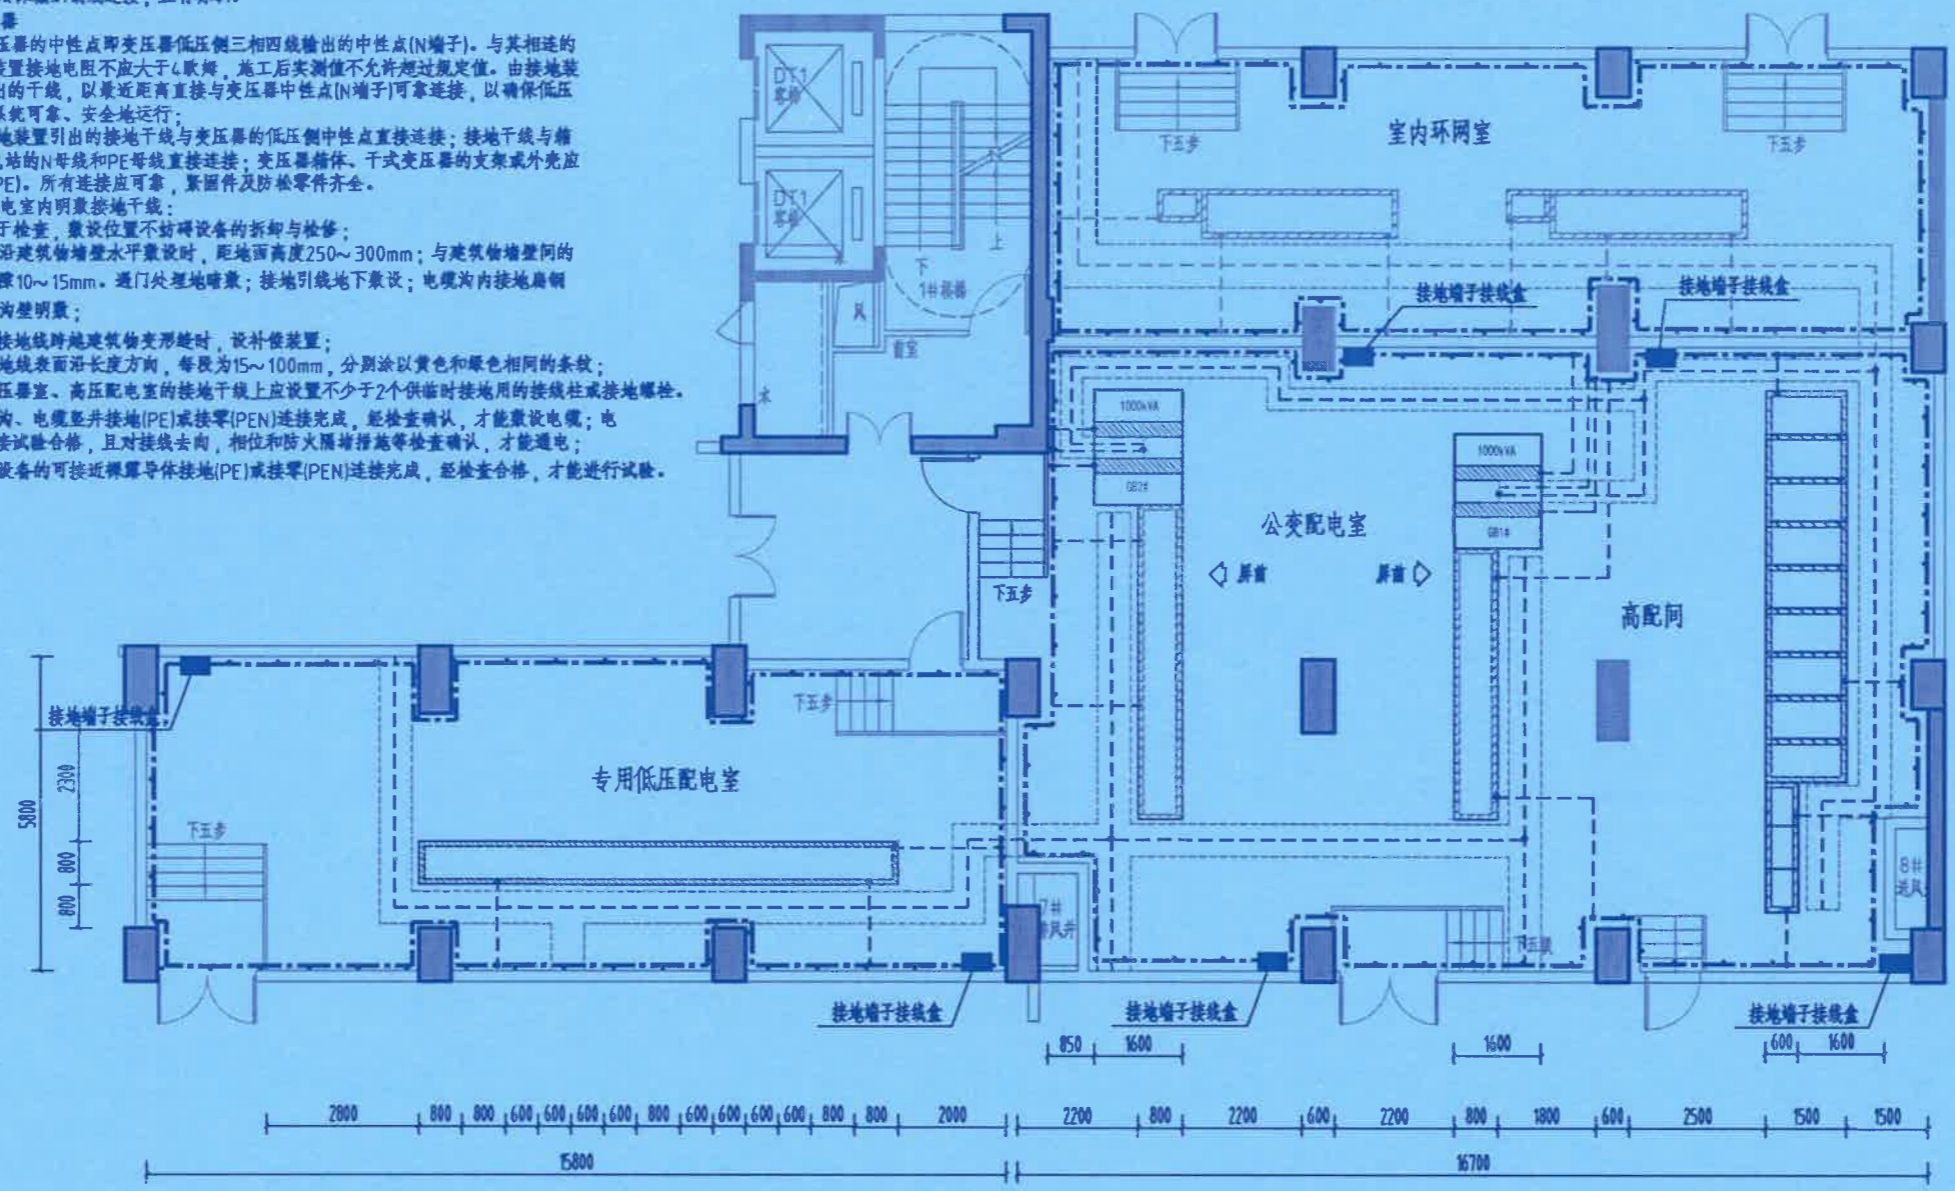 器
压器的中性点即变压器低压侧三相四线输出的中性点(N端子)。与其相连的
装置接地电阻不应大于4欧姆，施工后实测值不允许超过规定值。由接地装
出的干线，以最近距离直接与变压器中性点(N端子)可靠连接，以确保低压
系统可靠、安全地运行；
地装置引出的接地干线与变压器的低压侧中性点直接连接；接地干线与箱
站的N母线和PE母线直接连接；变压器箱体、干式变压器的支架或外壳应
PE)。所有连接应可靠，紧固件及防松零件齐全。
电室内明敷接地干线：
于检查，敷设位置不妨碍设备的拆卸与检修；
沿建筑物墙壁水平敷设时，距地面高度250~300mm；与建筑物墙壁间的
隙10~15mm。过门处埋地暗敷；接地引线地下敷设；电缆沟内接地扁钢
沟壁明敷；
接地线跨越建筑物变形缝时，设补偿装置；
地线表面沿长度方向，每段为15~100mm，分别涂以黄色和绿色相间的条纹；
压器室、高压配电室的接地干线上应设置不少于2个供临时接地用的接线柱或接地螺栓。
沟、电缆竖井接地(PE)或接零(PEN)连接完成，经检查确认，才能敷设电缆；电
接试验合格，且对接线去向，相位和防火隔堵措施等检查确认，才能通电；
设备的可接近裸露导体接地(PE)或接零(PEN)连接完成，经检查合格，才能进行试验。
DT1
客梯
DT1
客梯
下五步
室内环网室
下五步
上
下
1#楼梯
风
前室
水
接地端子接线盒
接地端子接线盒
1000kVA
GB2#
1000kVA
GB1#
公变配电室
屏前
屏前
下五步
高配间
接地端子接线盒
下五步
专用低压配电室
下五步
5800
2300
800
800
7#
排风井
8#
送风
接地端子接线盒
接地端子接线盒
接地端子接线盒
850 1600 1600 600 1600
2800 800 800 600 600 600 600 800 600 600 600 600 800 800 2000 2200 800 2200 600 2200 800 1800 600 2500 1500 1500
15800 16700